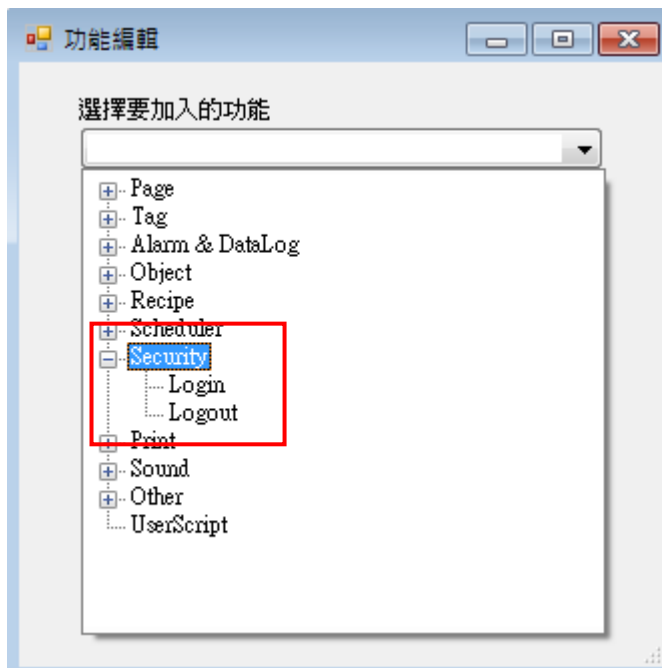 功能編輯
選擇要加入的功能
Page
Tag
Alarm & DataLog
Object
Recipe
Scheduler
Security
Login
Logout
Print
Sound
Other
UserScript